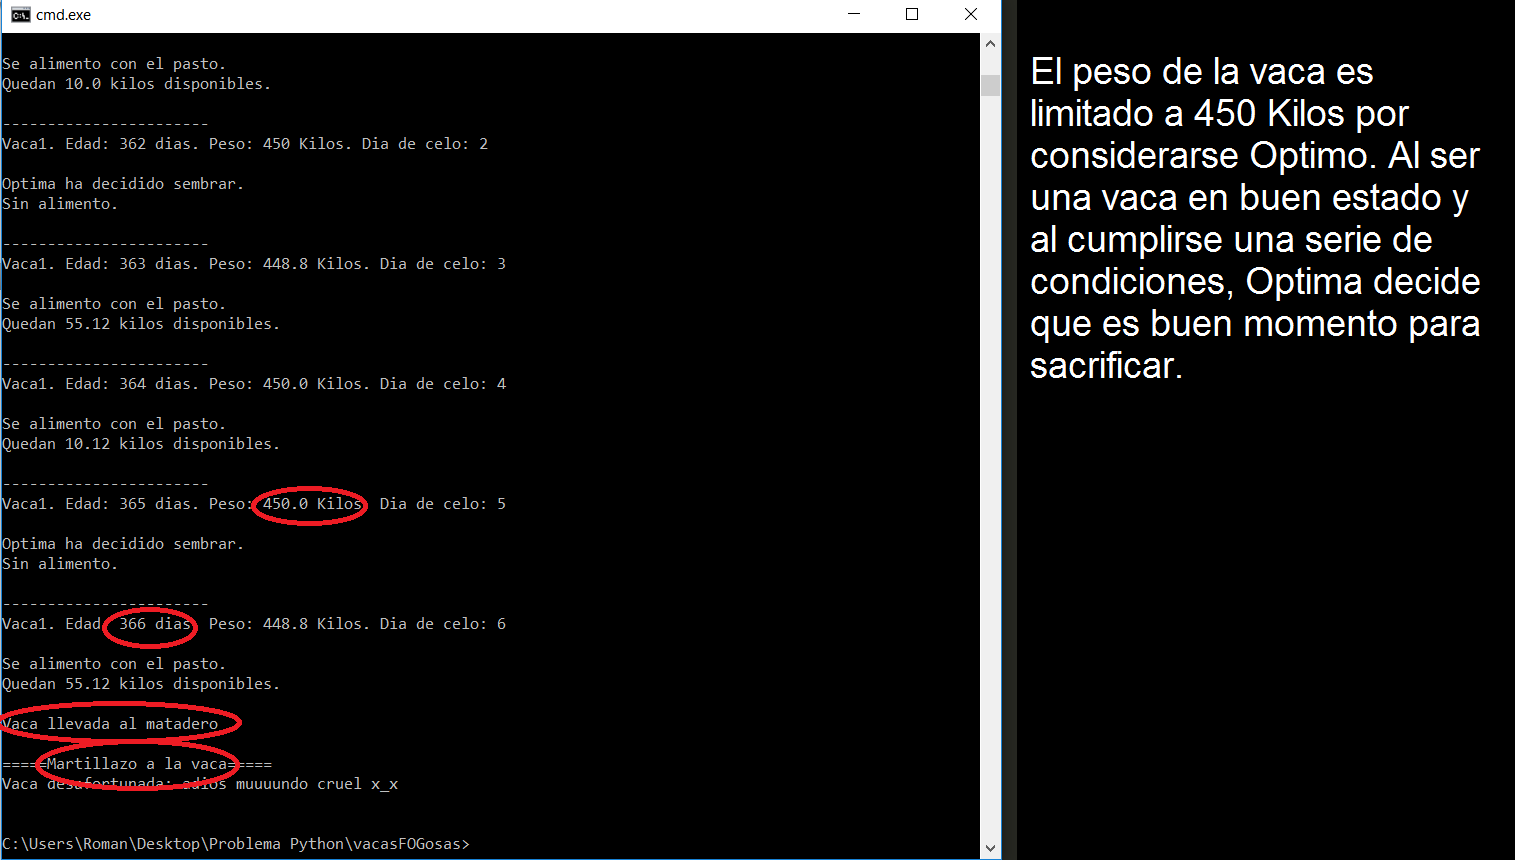 cmd.exe
Se alimento con el pasto.
Quedan 10.0 kilos disponibles.
-----------------------
Vaca1. Edad: 362 dias. Peso: 450 Kilos. Dia de celo: 2
Optima ha decidido sembrar.
Sin alimento.
-----------------------
Vaca1. Edad: 363 dias. Peso: 448.8 Kilos. Dia de celo: 3
Se alimento con el pasto.
Quedan 55.12 kilos disponibles.
-----------------------
Vaca1. Edad: 364 dias. Peso: 450.0 Kilos. Dia de celo: 4
Se alimento con el pasto.
Quedan 10.12 kilos disponibles.
-----------------------
Vaca1. Edad: 365 dias. Peso: 450.0 Kilos. Dia de celo: 5
Optima ha decidido sembrar.
Sin alimento.
-----------------------
Vaca1. Edad: 366 dias. Peso: 448.8 Kilos. Dia de celo: 6
Se alimento con el pasto.
Quedan 55.12 kilos disponibles.
Vaca llevada al matadero
=====Martillazo a la vaca=====
Vaca desafortunada: adios muuuundo cruel x_x
C:\Users\Roman\Desktop\Problema Python\vacasFOGosas>
El peso de la vaca es
limitado a 450 Kilos por
considerarse Optimo. Al ser
una vaca en buen estado y
al cumplirse una serie de
condiciones, Optima decide
que es buen momento para
sacrificar.